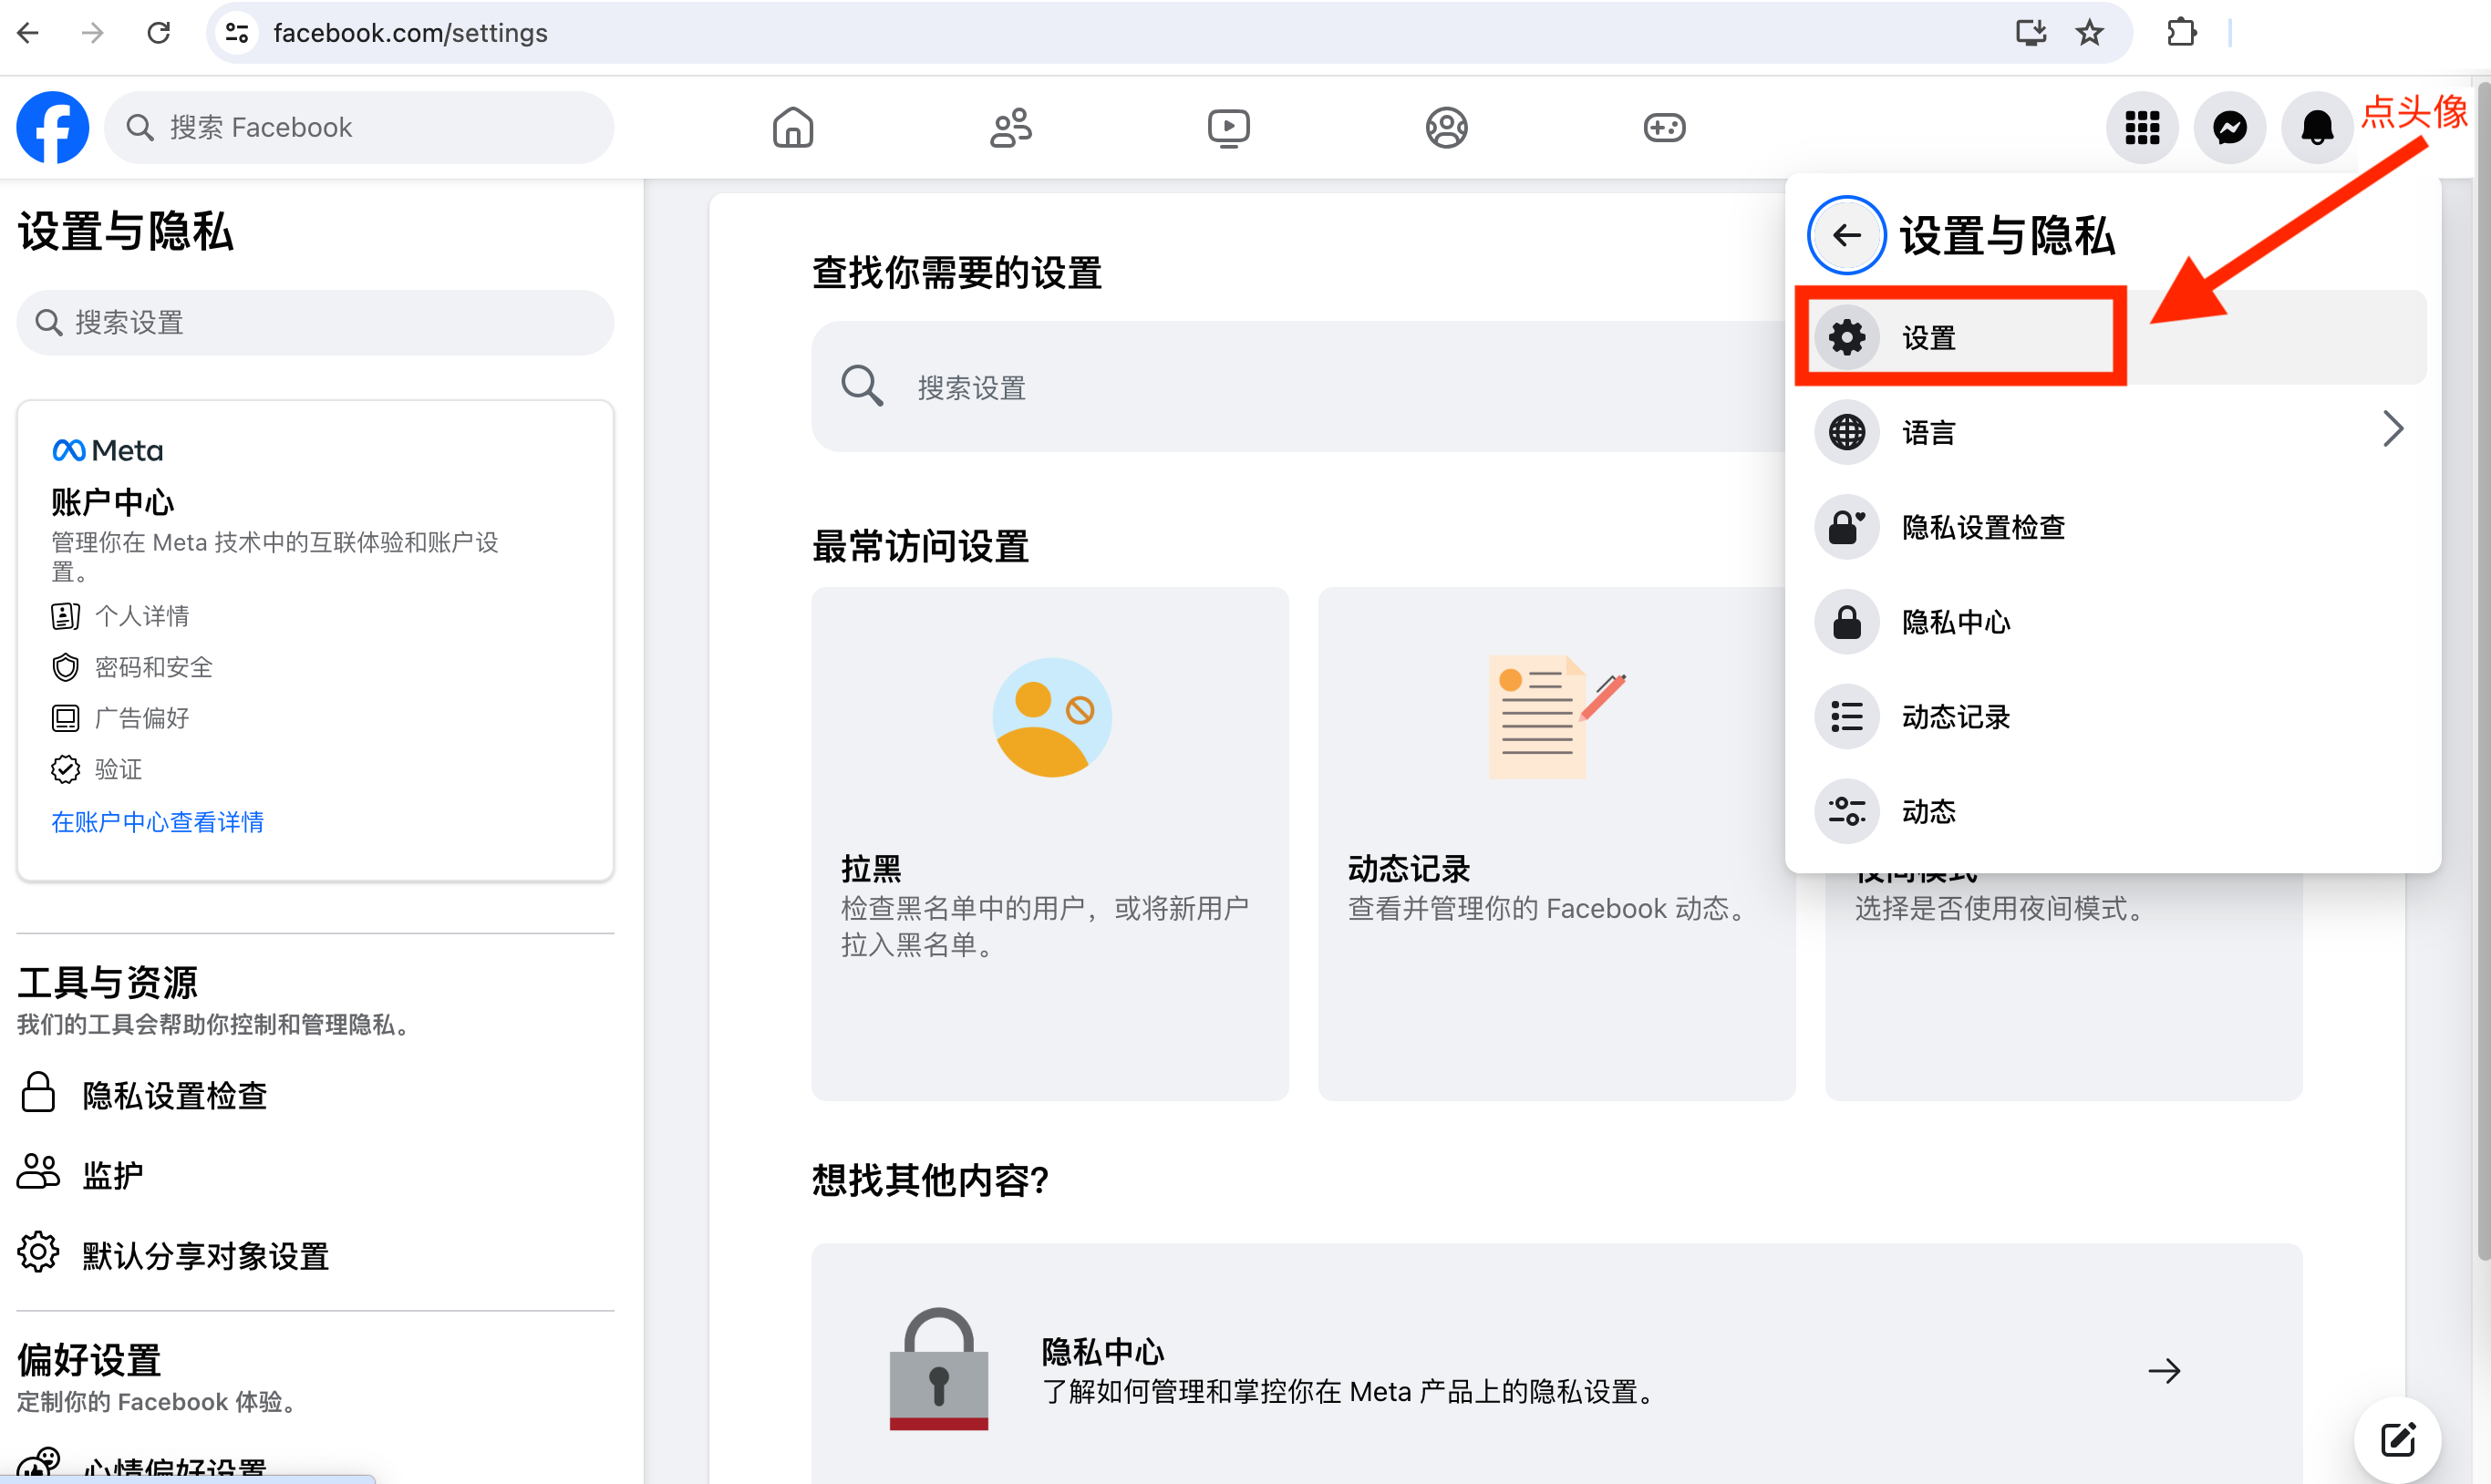 facebook.com/settings
搜索 Facebook
点头像
设置与隐私
搜索设置
Meta
账户中心
管理你在 Meta 技术中的互联体验和账户设
置。
个人详情
密码和安全
广告偏好
验证
在账户中心查看详情
工具与资源
我们的工具会帮助你控制和管理隐私。
隐私设置检查
监护
默认分享对象设置
偏好设置
定制你的 Facebook 体验。
心情偏好设置
查找你需要的设置
搜索设置
最常访问设置
拉黑
检查黑名单中的用户，或将新用户
拉入黑名单。
动态记录
查看并管理你的 Facebook 动态。
夜间模式
选择是否使用夜间模式。
想找其他内容?
隐私中心
了解如何管理和掌控你在 Meta 产品上的隐私设置。
设置与隐私
设置
语言
隐私设置检查
隐私中心
动态记录
动态